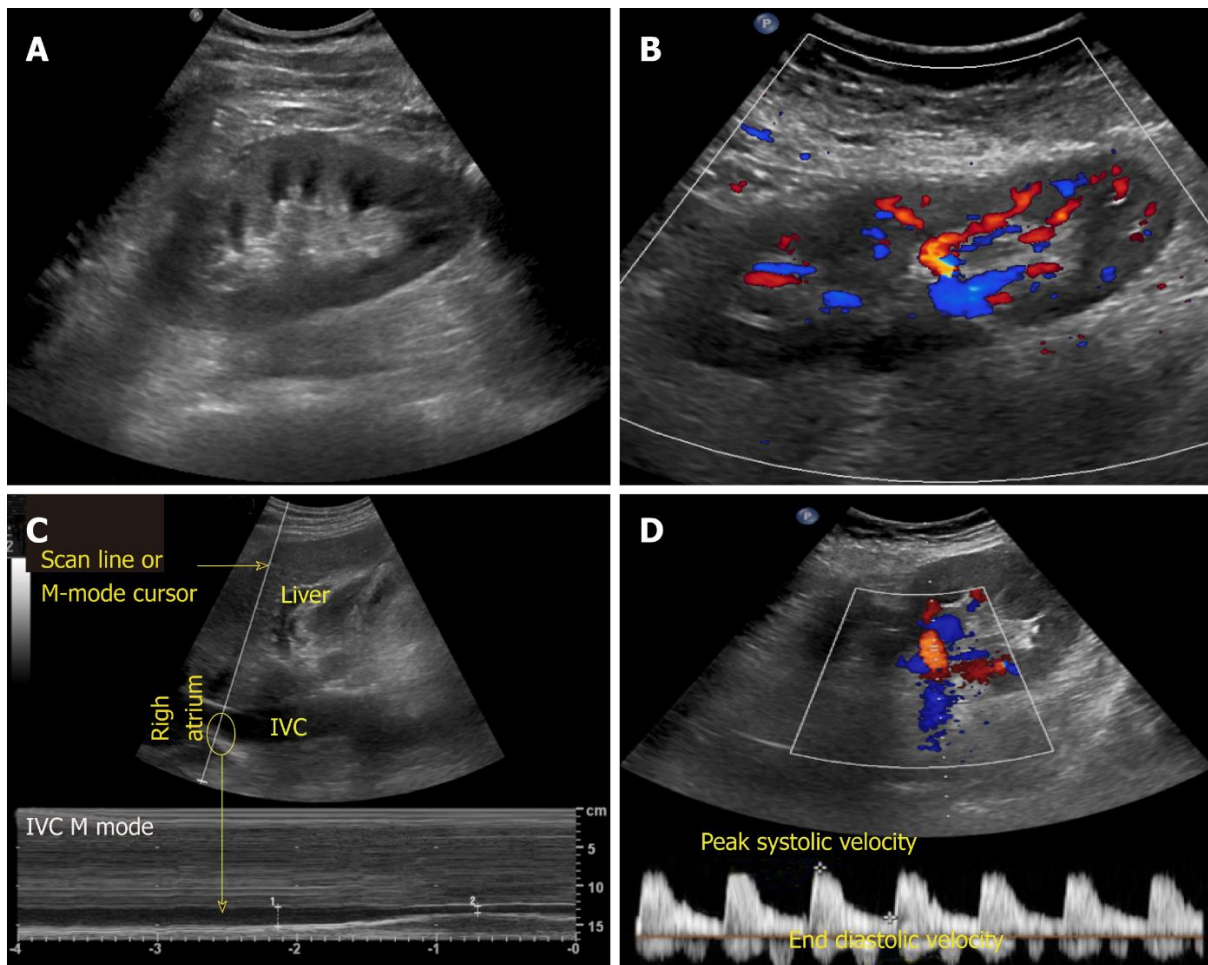 A
P
B
P
C
2
Scan line or
M-mode cursor
Liver
Righ
atrium
IVC
IVC M mode
cm
5
10
15
1
2
-4
-3
-2
-1
-0
D
P
Peak systolic velocity
End diastolic velocity